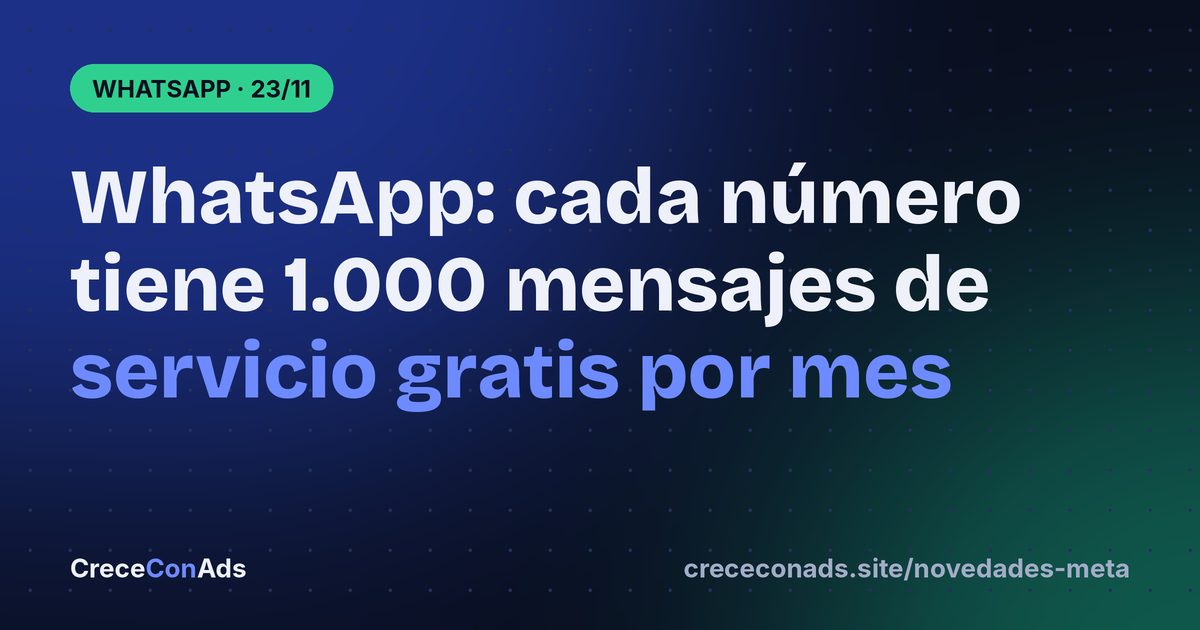 WHATSAPP · 23/11
WhatsApp: cada número
tiene 1.000 mensajes de
servicio gratis por mes
CreceConAds
crececonads.site/novedades-meta